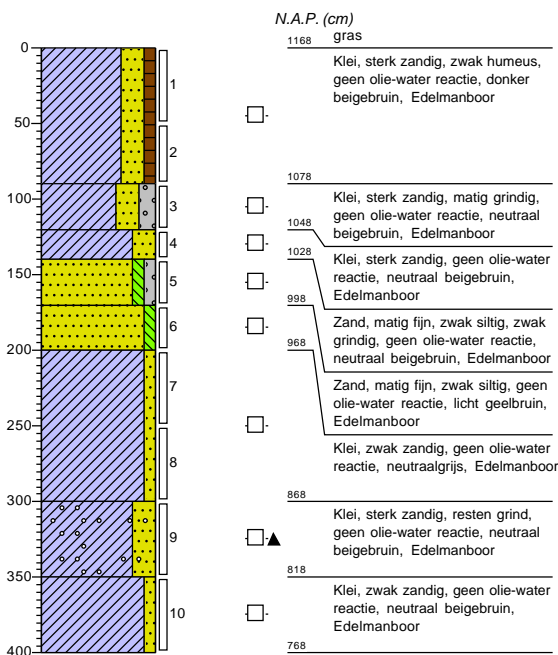 N.A.P. (cm)
1168 gras
0
Klei, sterk zandig, zwak humeus,
geen olie-water reactie, donker
beigebruin, Edelmanboor
1
50
2
1078
Klei, sterk zandig, matig grindig,
geen olie-water reactie, neutraal
beigebruin, Edelmanboor
100
3
1048
4
Klei, sterk zandig, geen olie-water
reactie, neutraal beigebruin,
Edelmanboor
1028
150
5
Zand, matig fijn, zwak siltig, zwak
grindig, geen olie-water reactie,
neutraal beigebruin, Edelmanboor
998
6
200
968
Zand, matig fijn, zwak siltig, geen
olie-water reactie, licht geelbruin,
Edelmanboor
7
250
Klei, zwak zandig, geen olie-water
reactie, neutraalgrijs, Edelmanboor
8
300
868
Klei, sterk zandig, resten grind,
geen olie-water reactie, neutraal
beigebruin, Edelmanboor
9
350
818
Klei, zwak zandig, geen olie-water
reactie, neutraal beigebruin,
Edelmanboor
10
400
768